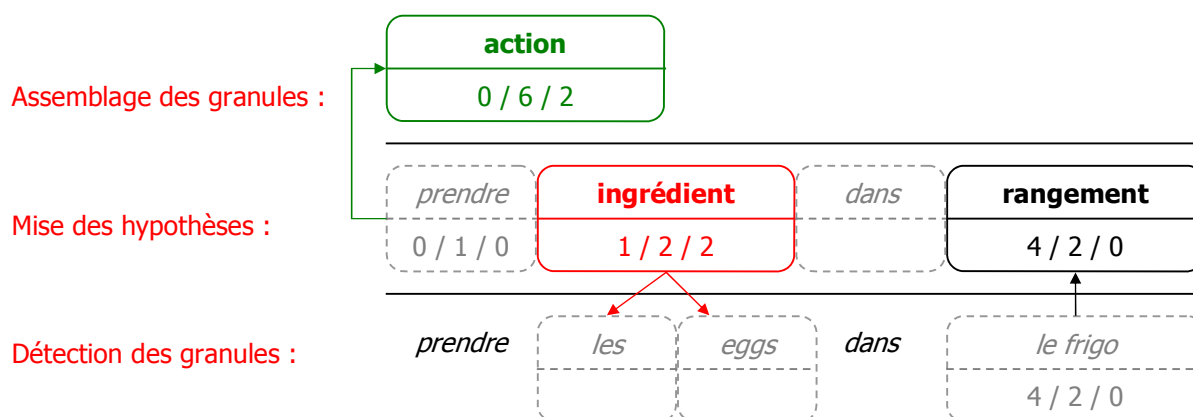 action
Assemblage des granules :
0 / 6 / 2
prendre ingrédient dans rangement
Mise des hypothèses :
0 / 1 / 0 1 / 2 / 2 4 / 2 / 0
Détection des granules :
prendre les eggs dans le frigo
4 / 2 / 0